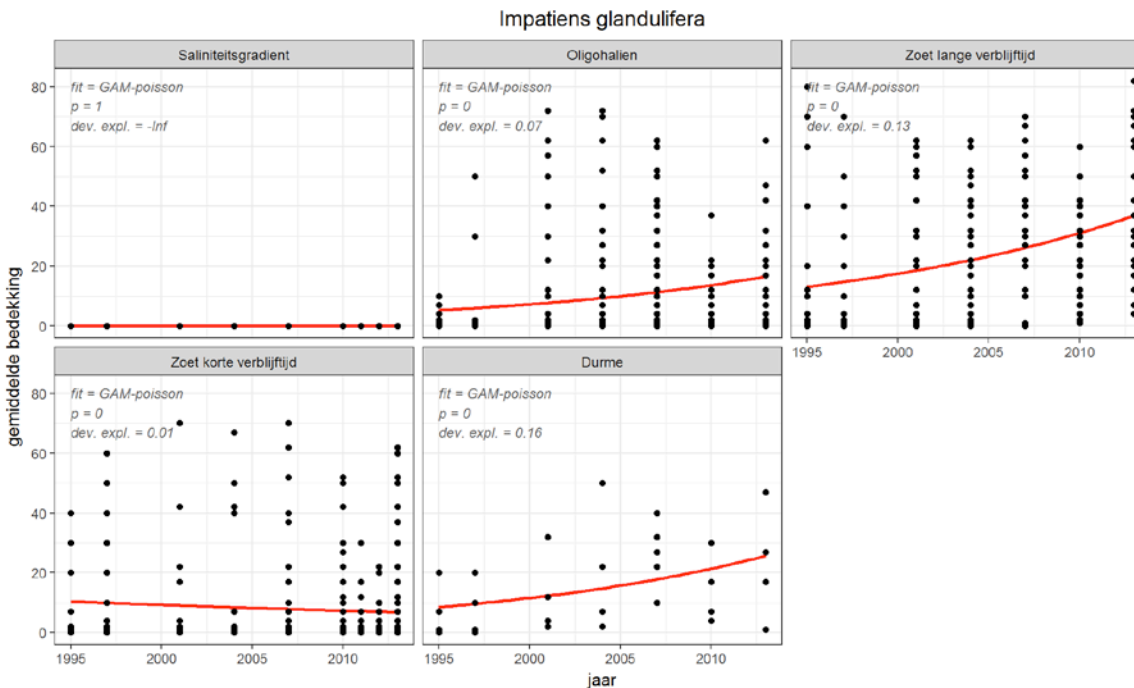 Impatiens glandulifera
Saliniteitsgradient
fit = GAM-poisson
p = 1
dev. expl. = -Inf
Oligohalien
fit = GAM-poisson
p = 0
dev. expl. = 0.07
Zoet lange verblijftijd
fit = GAM-poisson
p = 0
dev. expl. = 0.13
80
60
40
20
0
1995
2000
2005
2010
Zoet korte verblijftijd
fit = GAM-poisson
p = 0
dev. expl. = 0.01
Durme
fit = GAM-poisson
p = 0
dev. expl. = 0.16
80
60
40
20
0
1995
2000
2005
2010
1995
2000
2005
2010
gemiddelde bedekking
jaar